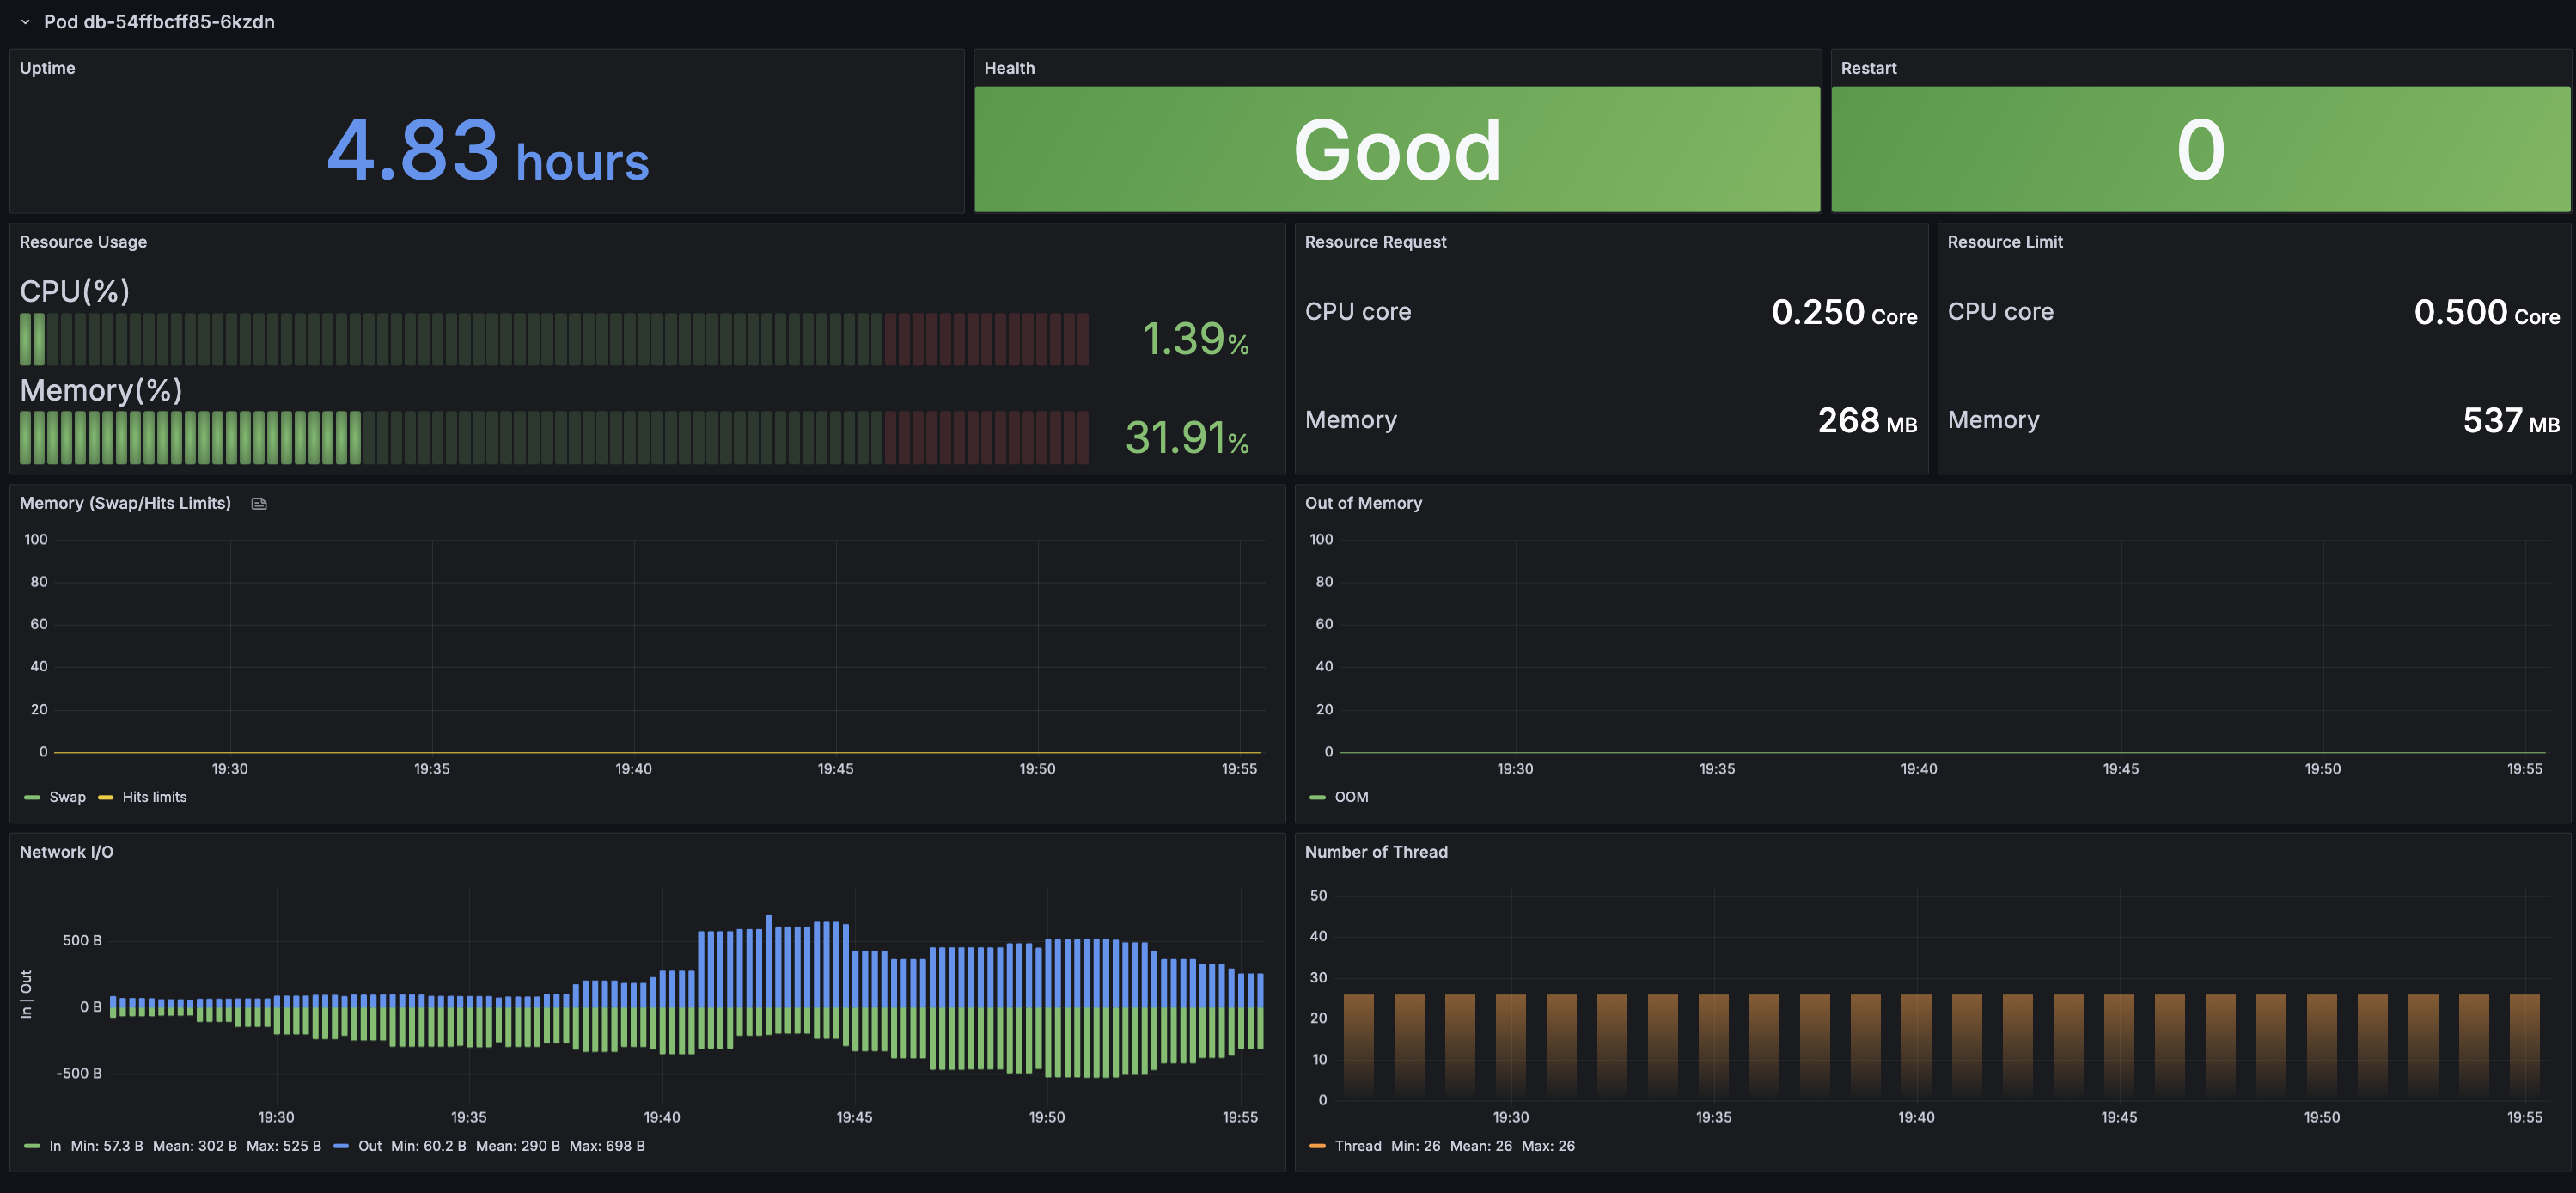 Pod db-54ffbcff85-6kzdn
Uptime
4.83 hours
Health
Good
Restart
0
Resource Usage
CPU(%)
1.39%
Memory(%)
31.91%
Resource Request
CPU core
0.250 Core
Memory
268 MB
Resource Limit
CPU core
0.500 Core
Memory
537 MB
Memory (Swap/Hits Limits)
100
80
60
40
20
0
19:30 19:35 19:40 19:45 19:50 19:55
Swap Hits limits
Out of Memory
100
80
60
40
20
0
19:30 19:35 19:40 19:45 19:50 19:55
OOM
Network I/O
In | Out
500 B
0 B
-500 B
19:30 19:35 19:40 19:45 19:50 19:55
In Min: 57.3 B Mean: 302 B Max: 525 B Out Min: 60.2 B Mean: 290 B Max: 698 B
Number of Thread
50
40
30
20
10
0
19:30 19:35 19:40 19:45 19:50 19:55
Thread Min: 26 Mean: 26 Max: 26